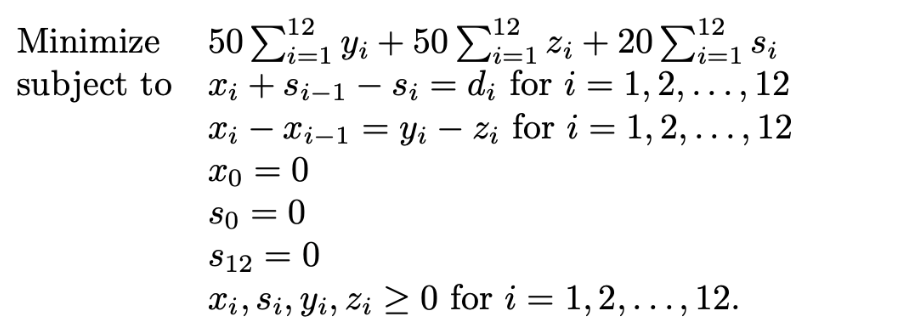 Minimize 50 ∑_{i=1}^{12} y_i + 50 ∑_{i=1}^{12} z_i + 20 ∑_{i=1}^{12} s_i
subject to x_i + s_{i−1} − s_i = d_i for i = 1, 2, . . . , 12
x_i − x_{i−1} = y_i − z_i for i = 1, 2, . . . , 12
x_0 = 0
s_0 = 0
s_{12} = 0
x_i, s_i, y_i, z_i ≥ 0 for i = 1, 2, . . . , 12.